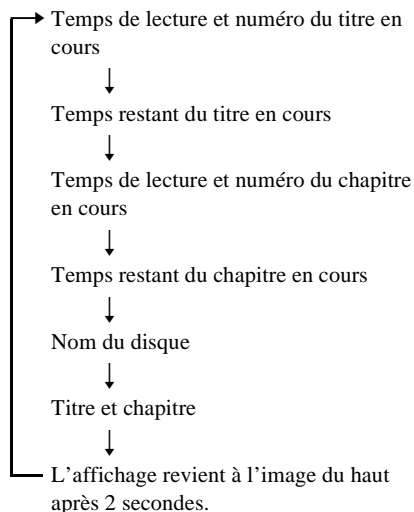 Temps de lecture et numéro du titre en
cours
Temps restant du titre en cours
Temps de lecture et numéro du chapitre
en cours
Temps restant du chapitre en cours
Nom du disque
Titre et chapitre
L’affichage revient à l’image du haut
après 2 secondes.